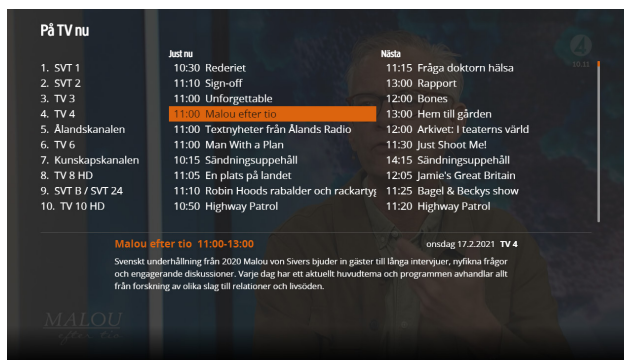 På TV nu
Just nu Nästa
1. SVT 1 10:30 Rederiet 11:15 Fråga doktorn hälsa
2. SVT 2 11:10 Sign-off 13:00 Rapport
3. TV 3 11:00 Unforgettable 12:00 Bones
4. TV 4 11:00 Malou efter tio 13:00 Hem till gården
5. Ålandskanalen 11:00 Textnyheter från Ålands Radio 12:00 Arkivet: I teaterns värld
6. TV 6 11:00 Man With a Plan 11:30 Just Shoot Me!
7. Kunskapskanalen 10:15 Sändningsuppehåll 14:15 Sändningsuppehåll
8. TV 8 HD 11:05 En plats på landet 12:05 Jamie's Great Britain
9. SVT B / SVT 24 11:10 Robin Hoods rabalder och rackartyg 11:25 Bagel & Beckys show
10. TV 10 HD 10:50 Highway Patrol 11:20 Highway Patrol
Malou efter tio 11:00-13:00 onsdag 17.2.2021 TV 4
Svenskt underhållning från 2020 Malou von Sivers bjuder in gäster till långa intervjuer, nyfikna frågor
och engagerande diskussioner. Varje dag har ett aktuellt huvudtema och programmen avhandlar allt
från forskning av olika slag till relationer och livsöden.
MALOU
efter tio